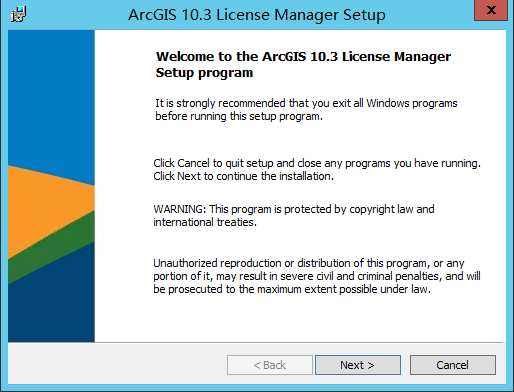 ArcGIS 10.3 License Manager Setup
x
Welcome to the ArcGIS 10.3 License Manager
Setup program
It is strongly recommended that you exit all Windows programs
before running this setup program.
Click Cancel to quit setup and close any programs you have running.
Click Next to continue the installation.
WARNING: This program is protected by copyright law and
international treaties.
Unauthorized reproduction or distribution of this program, or any
portion of it, may result in severe civil and criminal penalties, and will
be prosecuted to the maximum extent possible under law.
< Back Next > Cancel